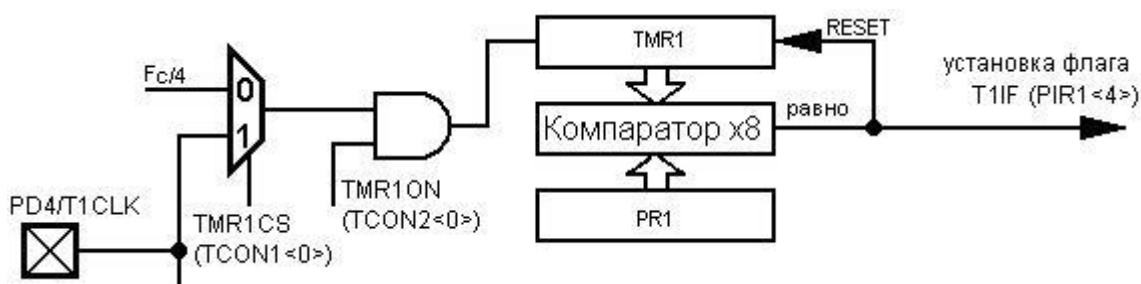 TMR1
RESET
Fc/4
0
установка флага
T1IF (PIR1<4>)
равно
Компаратор x8
1
PD4/T1CLK
TMR1ON
(TCON2<0>)
TMR1CS
(TCON1<0>)
PR1